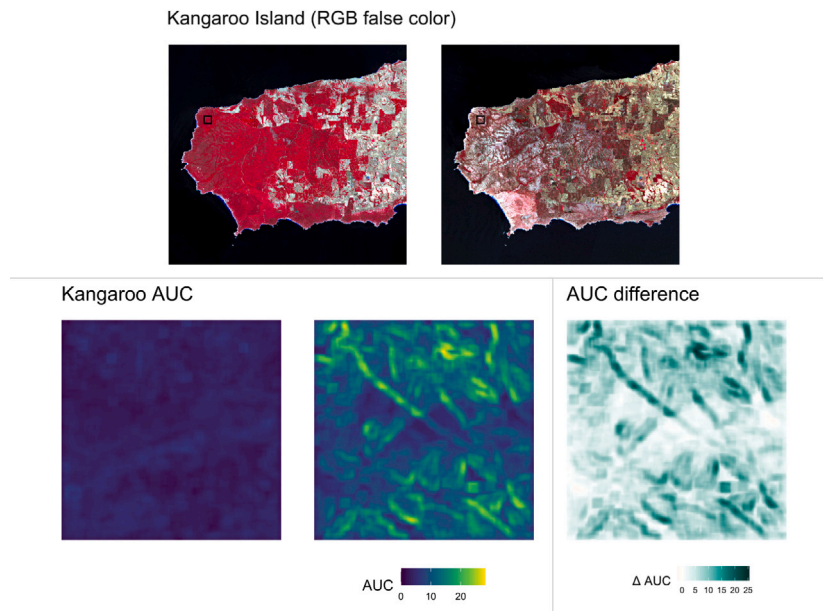 Kangaroo Island (RGB false color)
Kangaroo AUC
AUC difference
AUC
0 10 20
Δ AUC
0 5 10 15 20 25